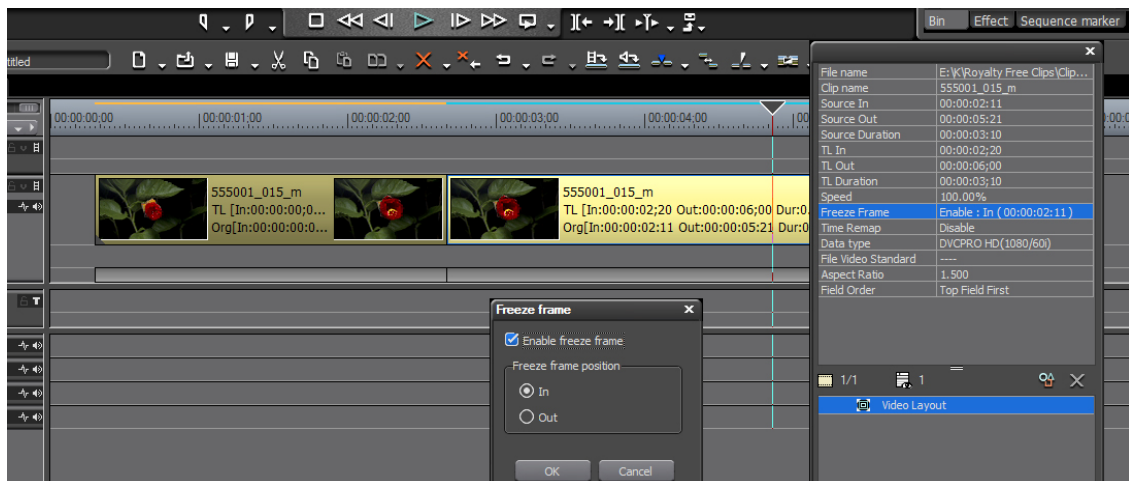 Bin Effect Sequence marker
titled
File name E:\K\Royalty Free Clips\Clip...
Clip name 555001_015_m
Source In 00:00:02:11
Source Out 00:00:05:21
Source Duration 00:00:03:10
TL In 00:00:02;20
TL Out 00:00:06;00
TL Duration 00:00:03;10
Speed 100.00%
Freeze Frame Enable : In ( 00:00:02:11 )
Time Remap Disable
Data type DVCPRO HD(1080/60i)
File Video Standard ----
Aspect Ratio 1.500
Field Order Top Field First
00:00:00;00 00:00:01;00 00:00:02;00 00:00:03;00 00:00:04;00 00
555001_015_m
TL [In:00:00:00;0...
Org[In:00:00:00:0...
555001_015_m
TL [In:00:00:02;20 Out:00:00:06;00 Dur:0
Org[In:00:00:02:11 Out:00:00:05:21 Dur:0
T
Freeze frame
Enable freeze frame
Freeze frame position
In
Out
OK Cancel
1/1 1
Video Layout